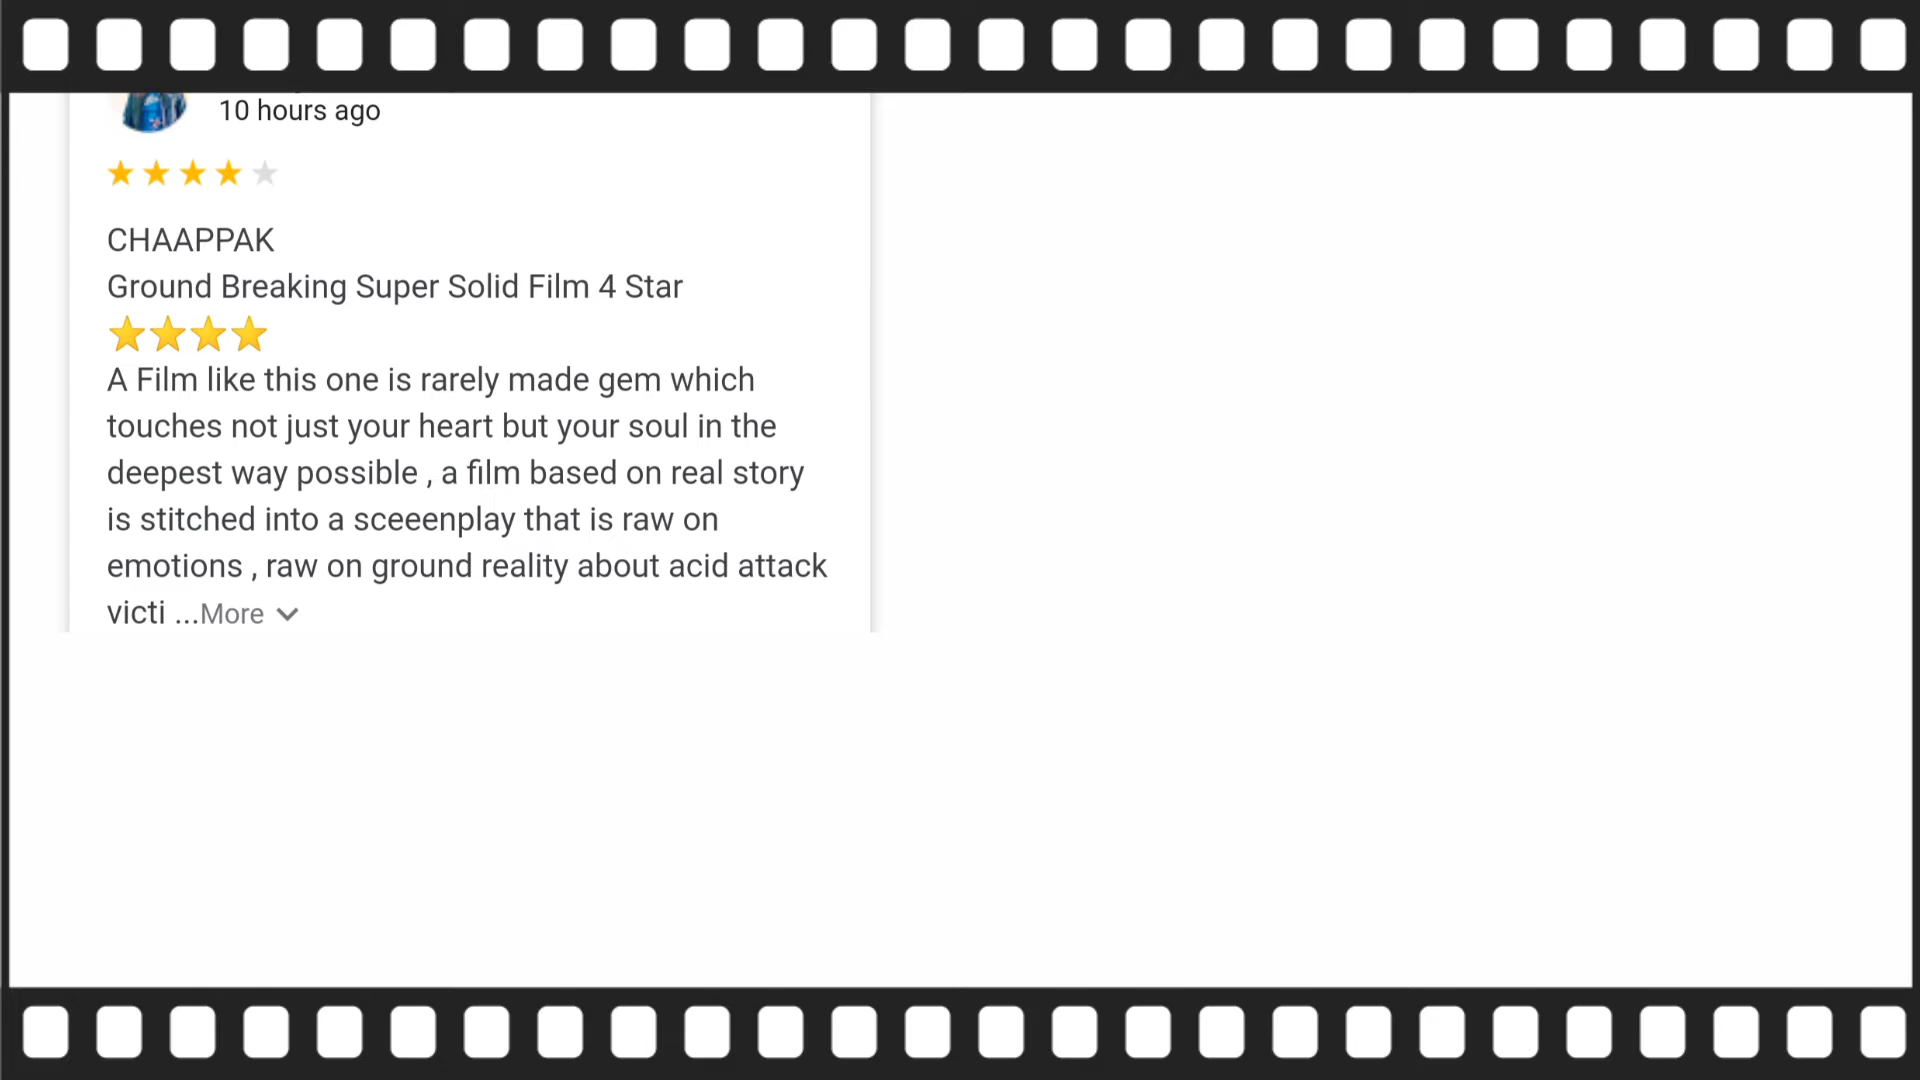 10 hours ago
CHAAPPAK
Ground Breaking Super Solid Film 4 Star
⭐⭐⭐⭐
A Film like this one is rarely made gem which
touches not just your heart but your soul in the
deepest way possible , a film based on real story
is stitched into a sceeenplay that is raw on
emotions , raw on ground reality about acid attack
victi ...More